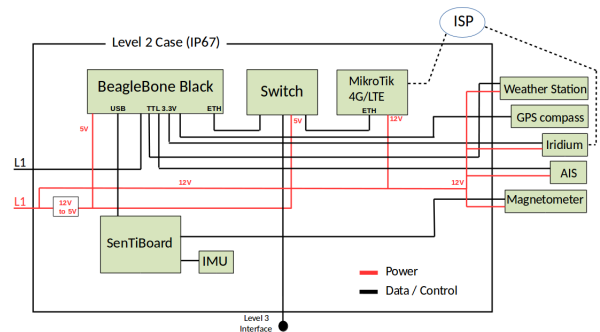 ISP
Level 2 Case (IP67)
BeagleBone Black
USB
TTL 3.3V
ETH
Switch
MikroTik
4G/LTE
ETH
Weather Station
GPS compass
Iridium
AIS
Magnetometer
5V
5V
12V
L1
12V
12V
L1
12V
to 5V
SenTiBoard
IMU
Power
Data / Control
Level 3
Interface